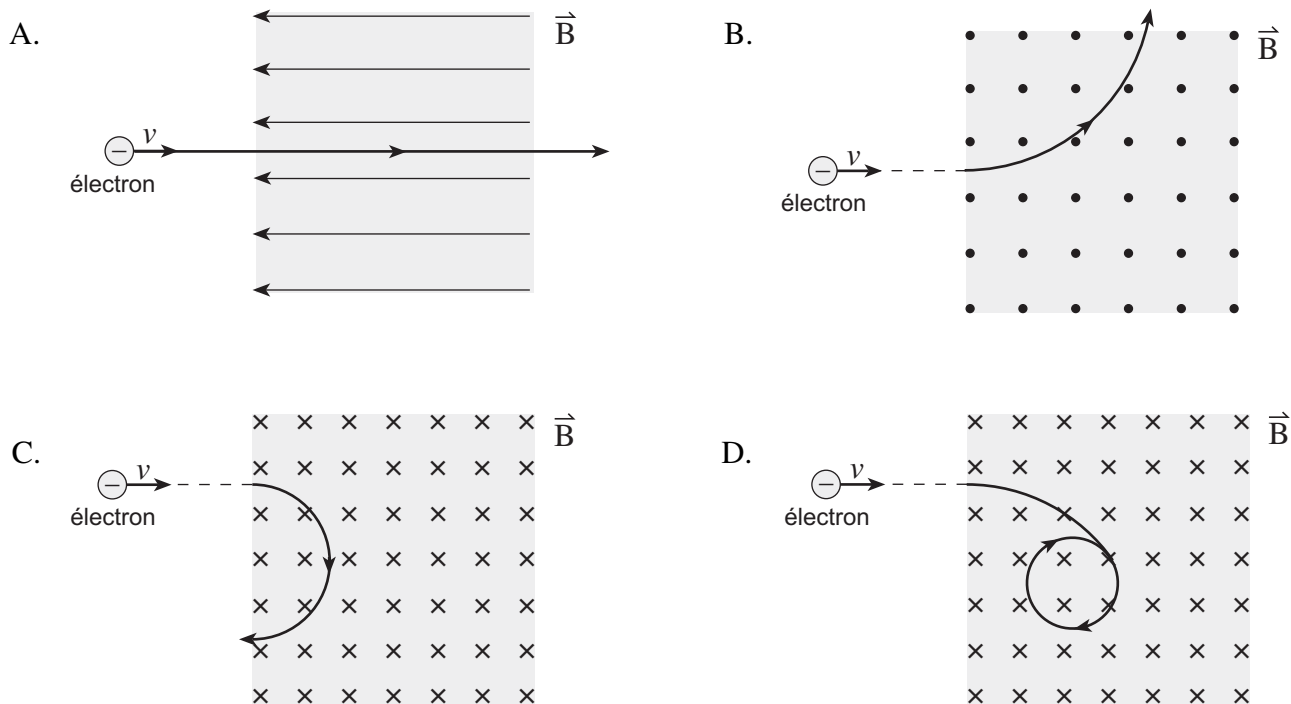 A.
B⃗
v
–
électron
B.
B⃗
v
–
électron
C.
B⃗
v
–
électron
D.
B⃗
v
–
électron